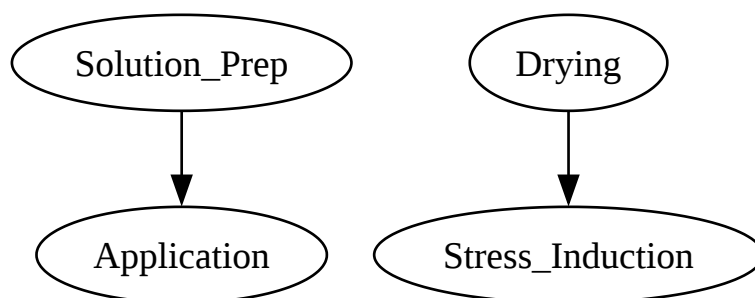 Solution_Prep
Drying
Application
Stress_Induction